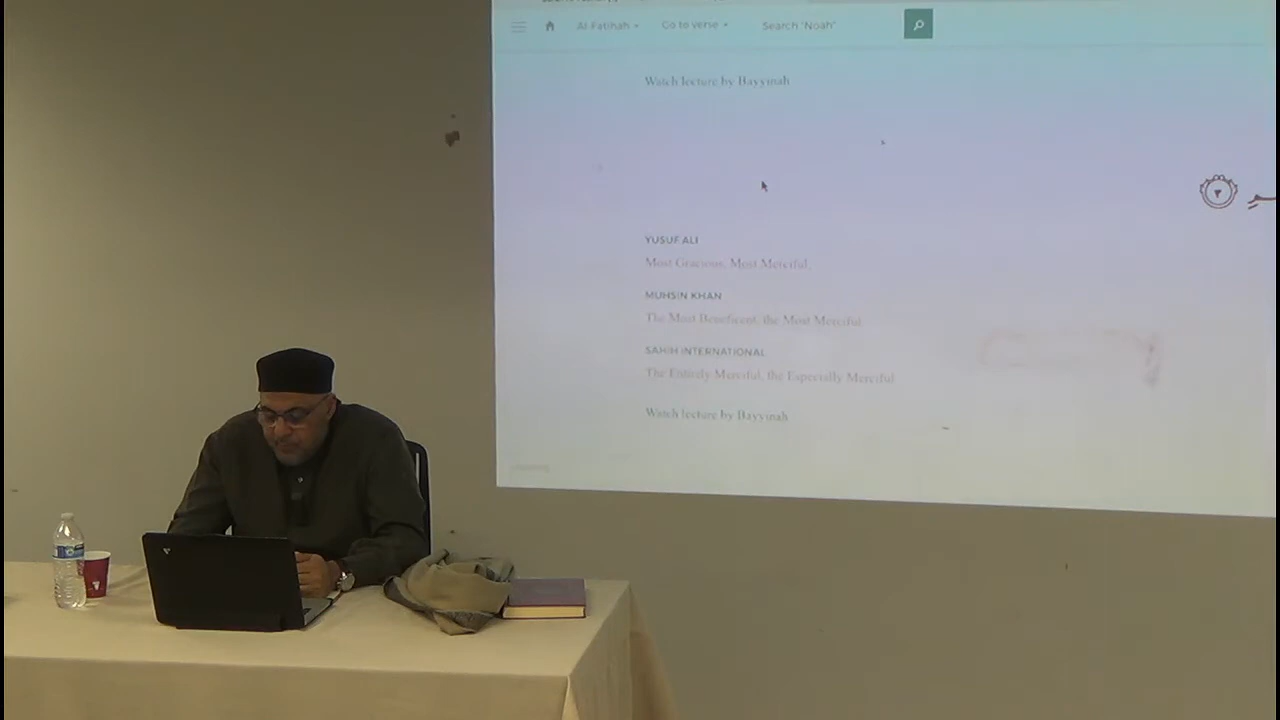 Al-Fatihah Go to verse Search "Noah"
Watch lecture by Bayyinah
٣
YUSUF ALI
Most Gracious, Most Merciful,
MUHSIN KHAN
The Most Beneficent, the Most Merciful
SAHIH INTERNATIONAL
The Entirely Merciful, the Especially Merciful
Watch lecture by Bayyinah